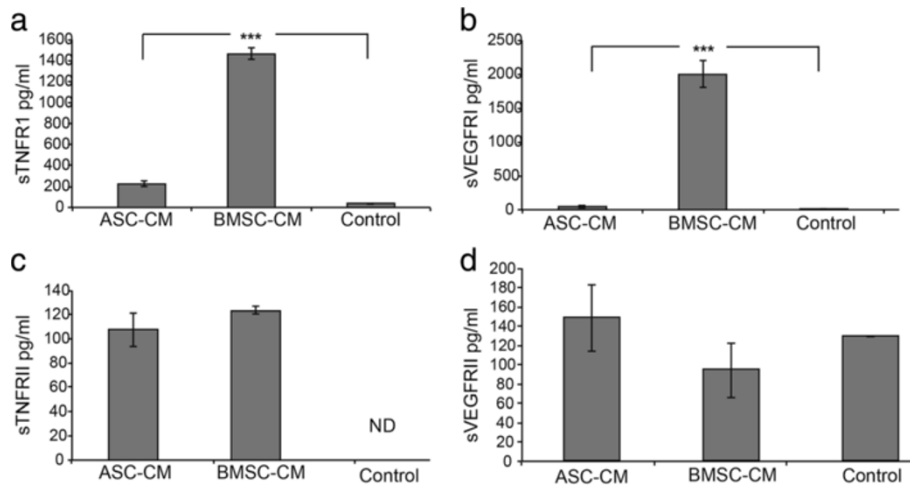 a
sTNFR1 pg/ml
1600
1400
1200
1000
800
600
400
200
0
***
ASC-CM BMSC-CM Control
b
sVEGFRI pg/ml
2500
2000
1500
1000
500
0
***
ASC-CM BMSC-CM Control
c
sTNFRII pg/ml
140
120
100
80
60
40
20
0
ND
ASC-CM BMSC-CM Control
d
sVEGFRII pg/ml
200
180
160
140
120
100
80
60
40
20
0
ASC-CM BMSC-CM Control